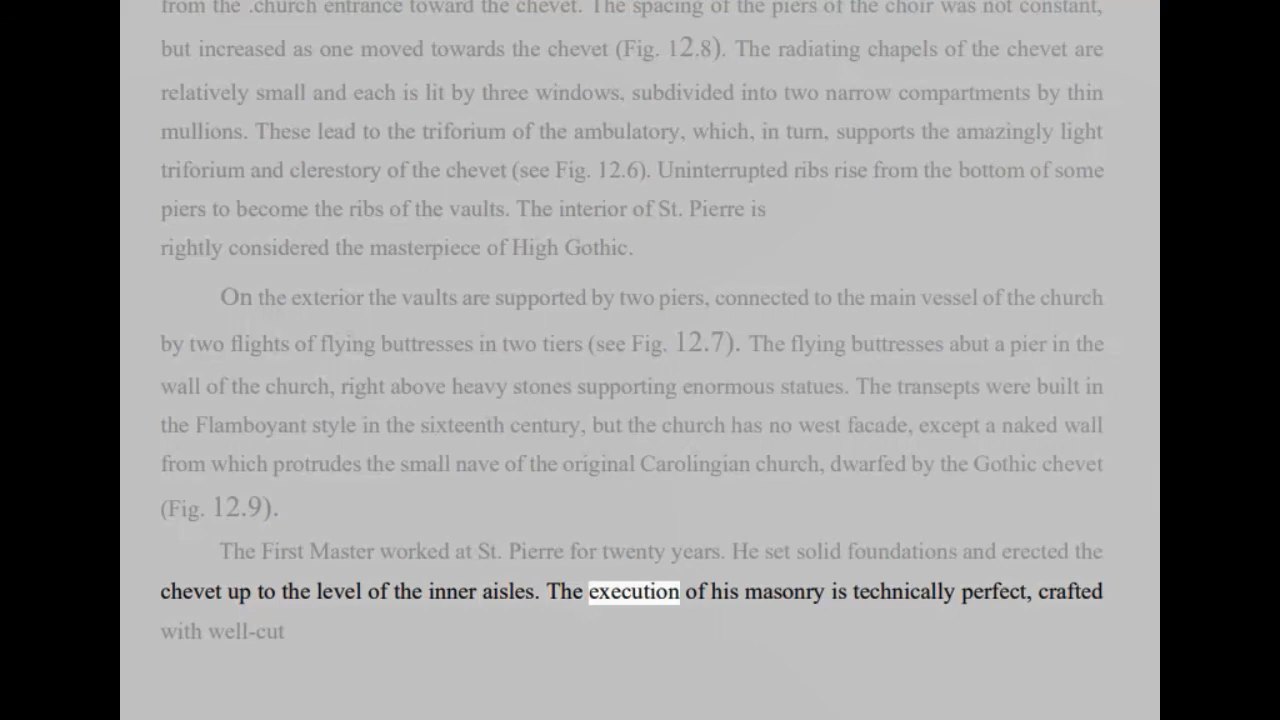 from the .church entrance toward the chevet. The spacing of the piers of the choir was not constant,
but increased as one moved towards the chevet (Fig. 12.8). The radiating chapels of the chevet are
relatively small and each is lit by three windows, subdivided into two narrow compartments by thin
mullions. These lead to the triforium of the ambulatory, which, in turn, supports the amazingly light
triforium and clerestory of the chevet (see Fig. 12.6). Uninterrupted ribs rise from the bottom of some
piers to become the ribs of the vaults. The interior of St. Pierre is
rightly considered the masterpiece of High Gothic.
On the exterior the vaults are supported by two piers, connected to the main vessel of the church
by two flights of flying buttresses in two tiers (see Fig. 12.7). The flying buttresses abut a pier in the
wall of the church, right above heavy stones supporting enormous statues. The transepts were built in
the Flamboyant style in the sixteenth century, but the church has no west facade, except a naked wall
from which protrudes the small nave of the original Carolingian church, dwarfed by the Gothic chevet
(Fig. 12.9).
The First Master worked at St. Pierre for twenty years. He set solid foundations and erected the
chevet up to the level of the inner aisles. The execution of his masonry is technically perfect, crafted
with well-cut